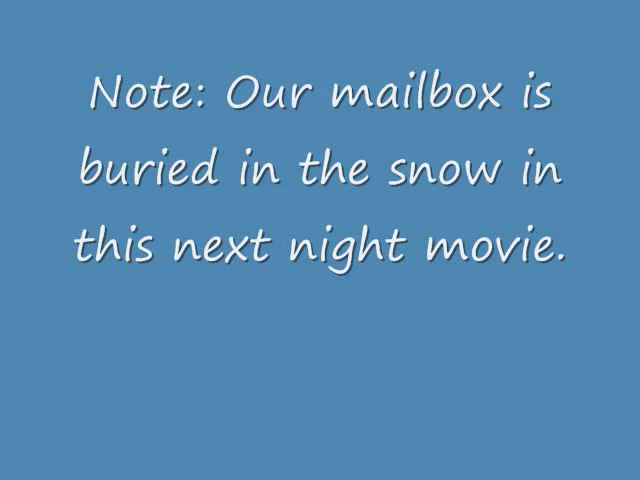 Note: Our mailbox is
buried in the snow in
this next night movie.